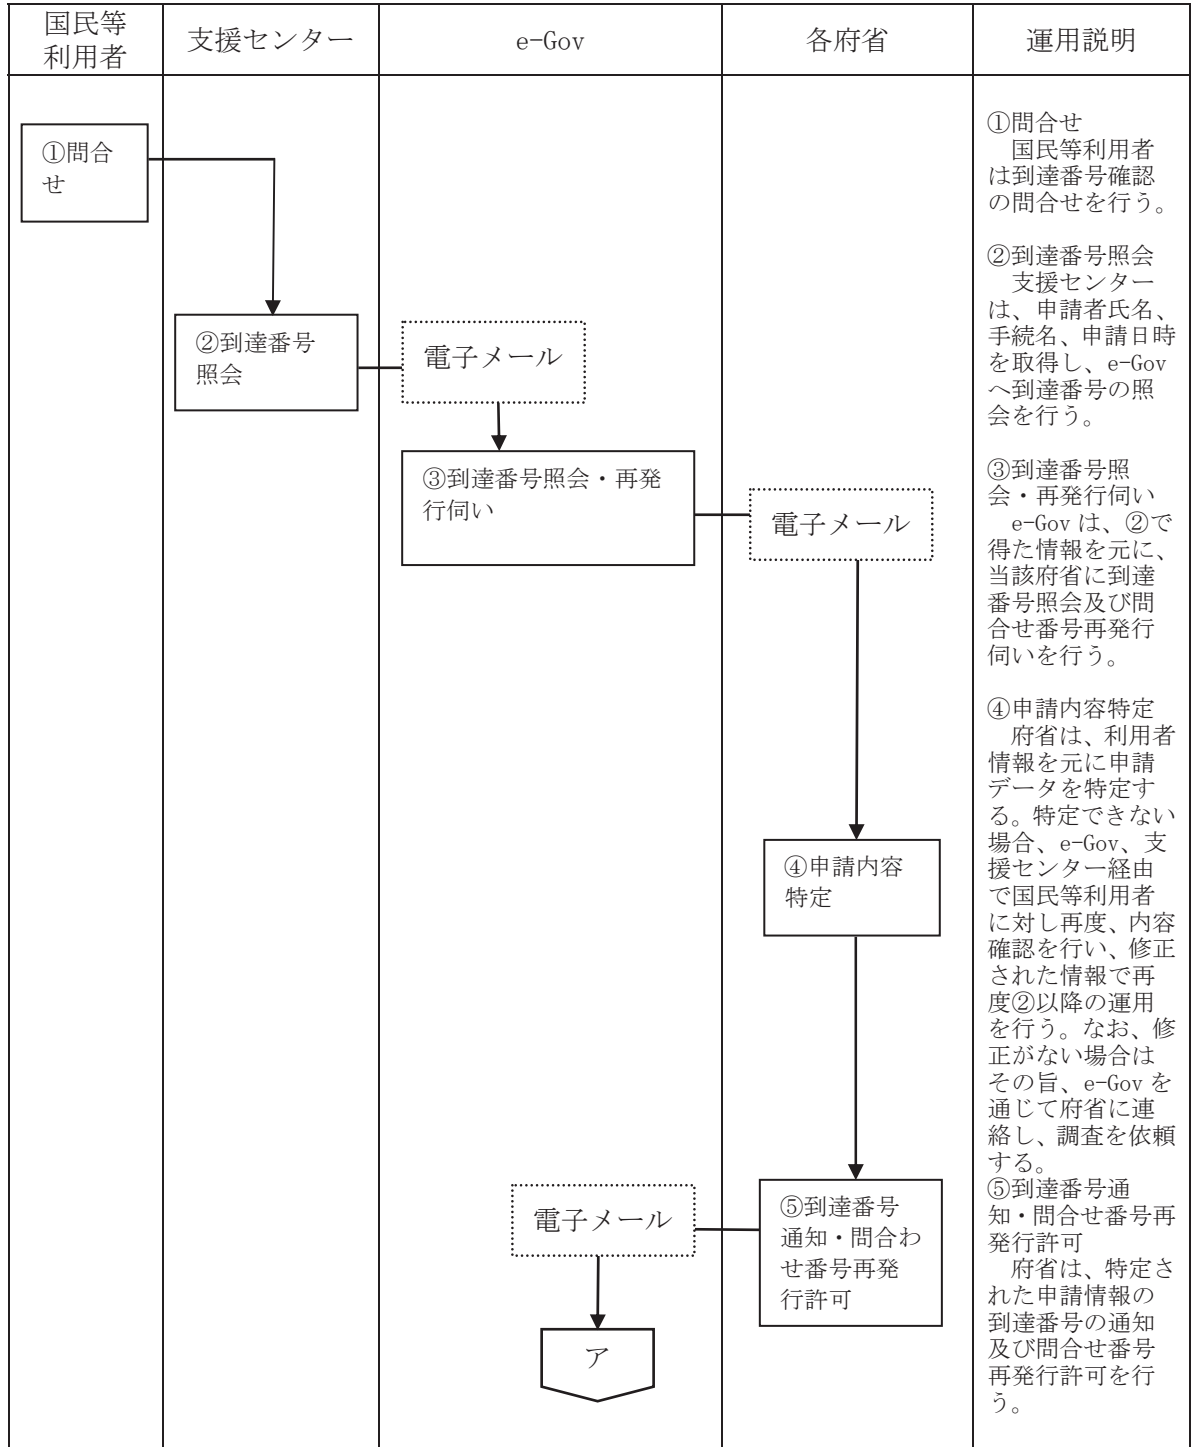 国民等
利用者
支援センター
e-Gov
各府省
運用説明
①問合
せ
②到達番号
照会
電子メール
③到達番号照会・再発
行伺い
電子メール
④申請内容
特定
⑤到達番号
通知・問合わ
せ番号再発
行許可
電子メール
ア
①問合せ
国民等利用者
は到達番号確認
の問合せを行う。
②到達番号照会
支援センター
は、申請者氏名、
手続名、申請日時
を取得し、e-Gov
へ到達番号の照
会を行う。
③到達番号照
会・再発行伺い
e-Gov は、②で
得た情報を元に、
当該府省に到達
番号照会及び問
合せ番号再発行
伺いを行う。
④申請内容特定
府省は、利用者
情報を元に申請
データを特定す
る。特定できない
場合、e-Gov、支
援センター経由
で国民等利用者
に対し再度、内容
確認を行い、修正
された情報で再
度②以降の運用
を行う。なお、修
正がない場合は
その旨、e-Gov を
通じて府省に連
絡し、調査を依頼
する。
⑤到達番号通
知・問合せ番号再
発行許可
府省は、特定さ
れた申請情報の
到達番号の通知
及び問合せ番号
再発行許可を行
う。